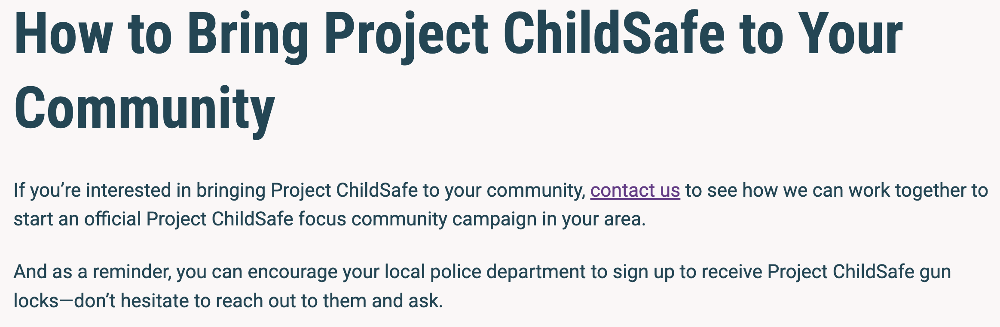 How to Bring Project ChildSafe to Your
Community
If you’re interested in bringing Project ChildSafe to your community, contact us to see how we can work together to
start an official Project ChildSafe focus community campaign in your area.
And as a reminder, you can encourage your local police department to sign up to receive Project ChildSafe gun
locks—don’t hesitate to reach out to them and ask.